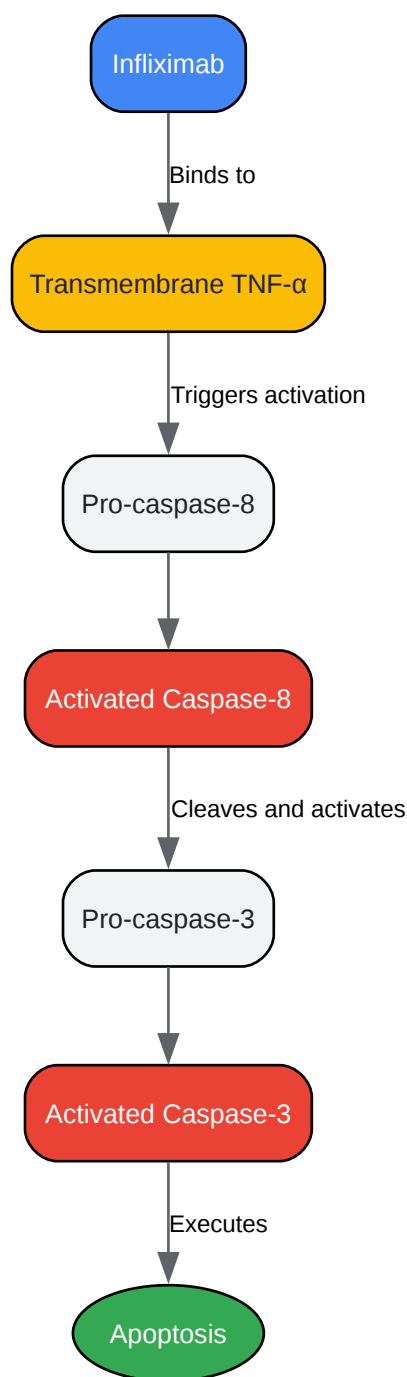 Infliximab
Binds to
Transmembrane TNF-α
Triggers activation
Pro-caspase-8
Activated Caspase-8
Cleaves and activates
Pro-caspase-3
Activated Caspase-3
Executes
Apoptosis